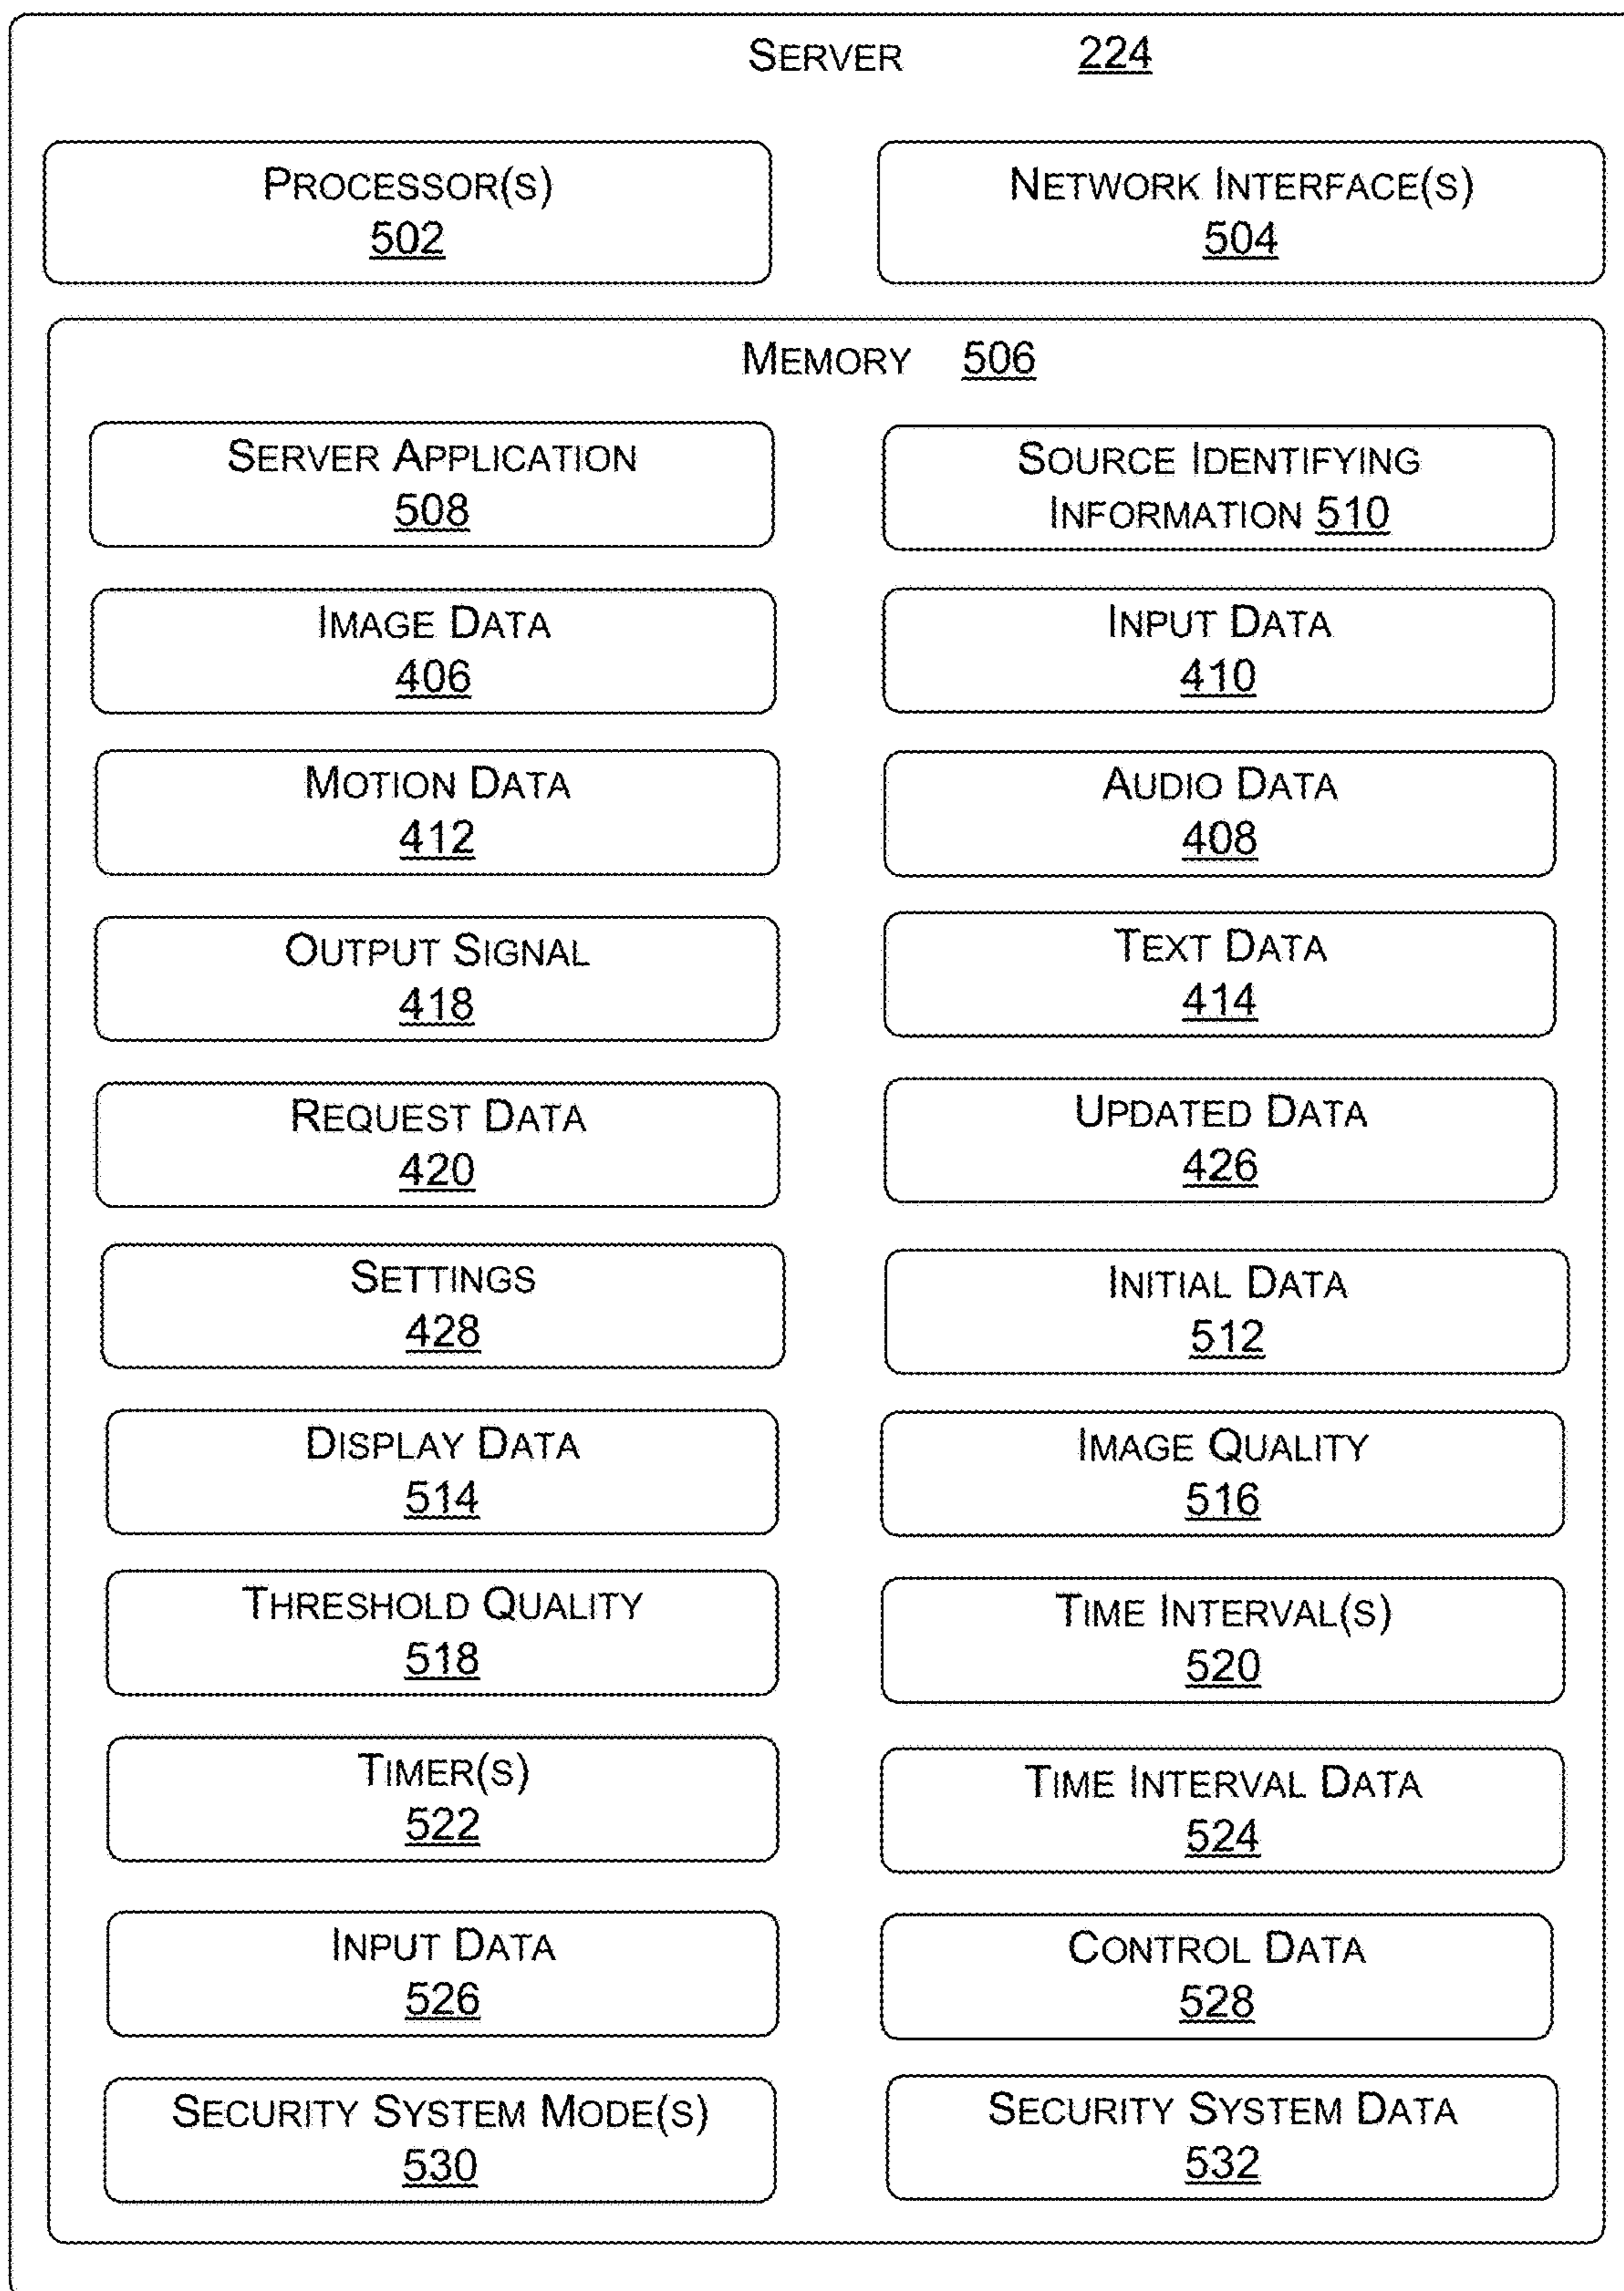 SERVER 224
PROCESSOR(S)
502
NETWORK INTERFACE(S)
504
MEMORY 506
SERVER APPLICATION
508
SOURCE IDENTIFYING
INFORMATION 510
IMAGE DATA
406
INPUT DATA
410
MOTION DATA
412
AUDIO DATA
408
OUTPUT SIGNAL
418
TEXT DATA
414
REQUEST DATA
420
UPDATED DATA
426
SETTINGS
428
INITIAL DATA
512
DISPLAY DATA
514
IMAGE QUALITY
516
THRESHOLD QUALITY
518
TIME INTERVAL(S)
520
TIMER(S)
522
TIME INTERVAL DATA
524
INPUT DATA
526
CONTROL DATA
528
SECURITY SYSTEM MODE(S)
530
SECURITY SYSTEM DATA
532